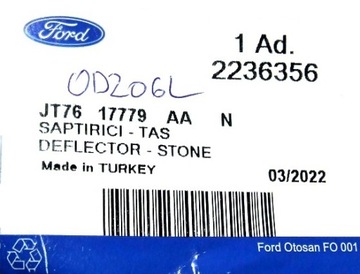 Ford
1 Ad.
2236356
OD206L
JT76 17779 AA N
SAPTIRICI - TAS
DEFLECTOR - STONE
Made in TURKEY
03/2022
Ford Otosan FO 001